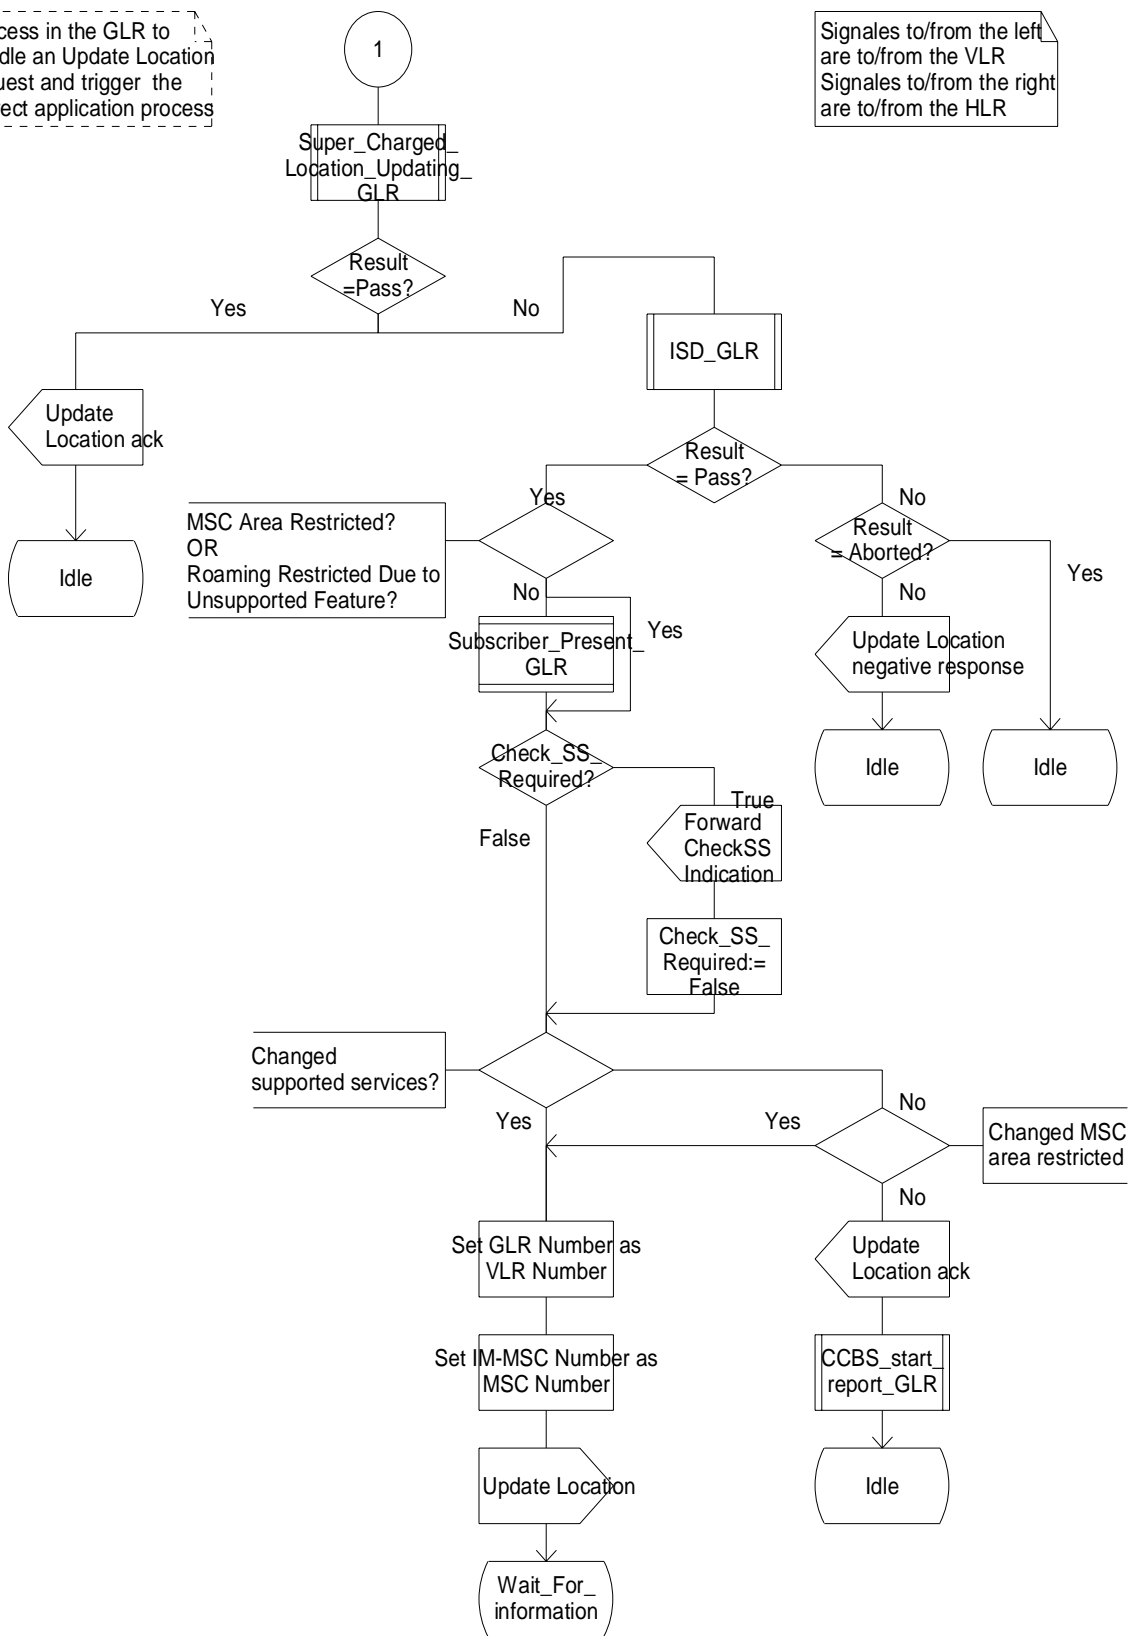 cess in the GLR to
dle an Update Location
uest and trigger the
rect application process
1
Signales to/from the left
are to/from the VLR
Signales to/from the right
are to/from the HLR
Super_Charged_
Location_Updating_
GLR
Result
=Pass?
Yes
No
ISD_GLR
Update
Location ack
Result
= Pass?
Yes
No
MSC Area Restricted?
OR
Roaming Restricted Due to
Unsupported Feature?
Result
= Aborted?
Idle
Yes
No
No
Subscriber_Present_
GLR
Yes
Update Location
negative response
Check_SS_
Required?
Idle
Idle
True
False
Forward
CheckSS
Indication
Check_SS_
Required:=
False
Changed
supported services?
Yes
No
Yes
Changed MSC
area restricted
No
Set GLR Number as
VLR Number
Update
Location ack
Set IM-MSC Number as
MSC Number
CCBS_start_
report_GLR
Update Location
Idle
Wait_For_
information